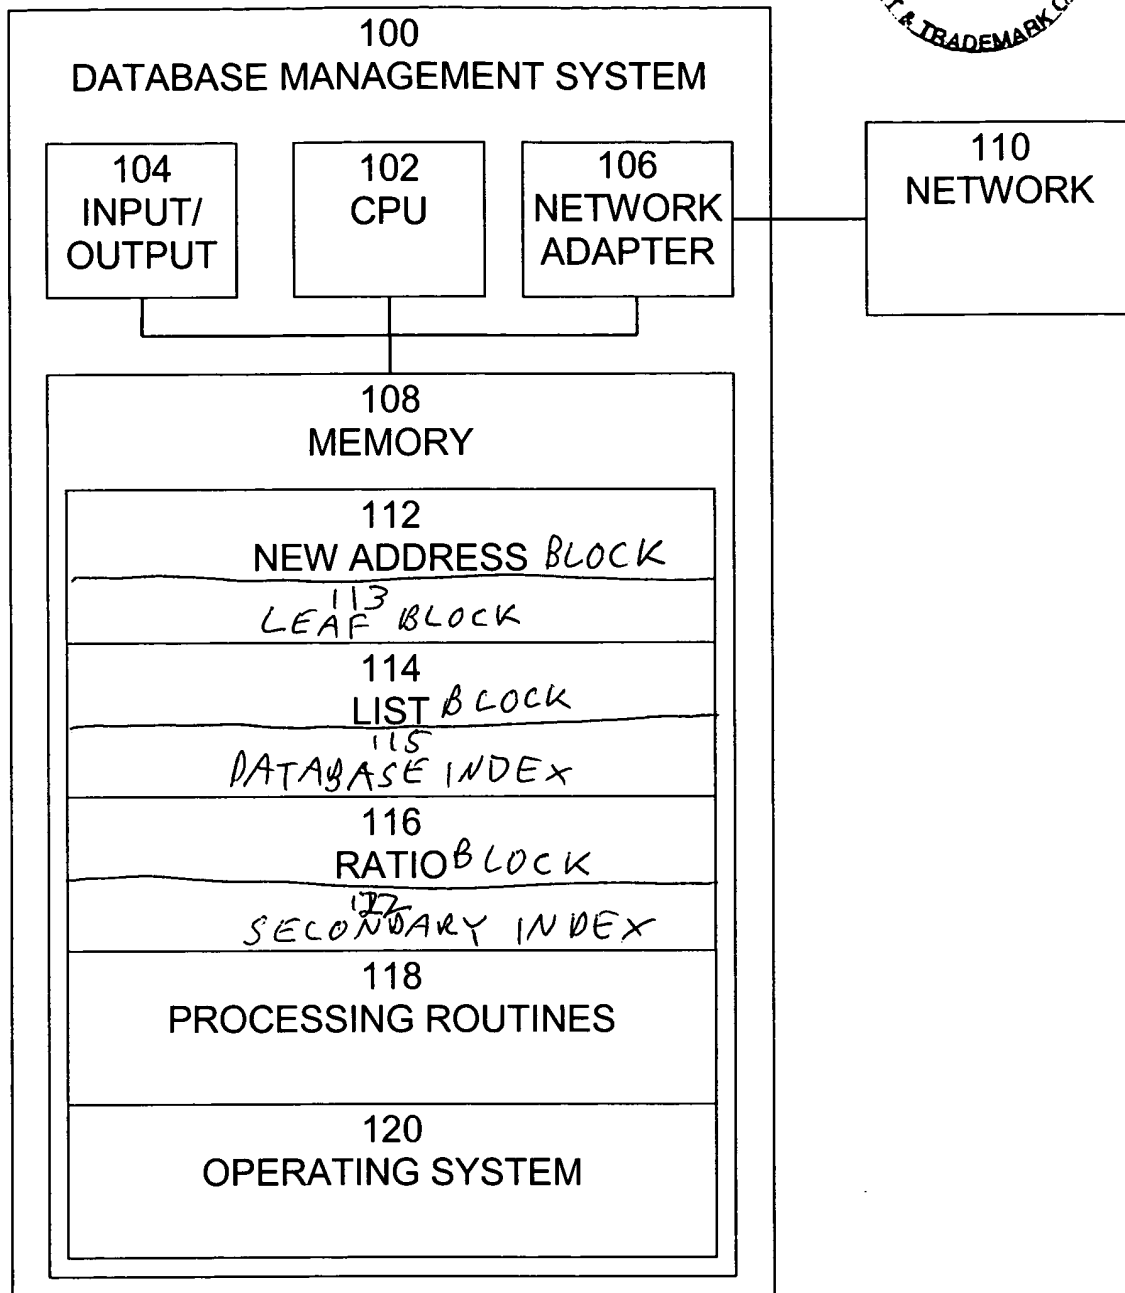 & TRADEMARK
100
DATABASE MANAGEMENT SYSTEM
104
INPUT/
OUTPUT
102
CPU
106
NETWORK
ADAPTER
110
NETWORK
108
MEMORY
112
NEW ADDRESS BLOCK
113
LEAF BLOCK
114
LIST BLOCK
115
DATABASE INDEX
116
RATIO BLOCK
122
SECONDARY INDEX
118
PROCESSING ROUTINES
120
OPERATING SYSTEM